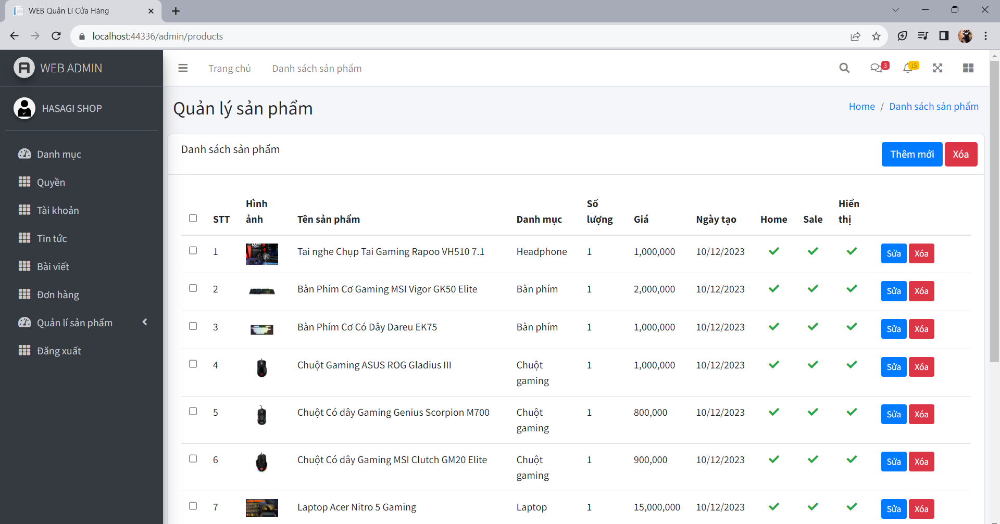 WEB Quản Lí Cửa Hàng
localhost:44336/admin/products
WEB ADMIN
Trang chủ
Danh sách sản phẩm
3
15
HASAGI SHOP
Quản lý sản phẩm
Home / Danh sách sản phẩm
Danh mục
Quyền
Tài khoản
Tin tức
Bài viết
Đơn hàng
Quản lí sản phẩm
Đăng xuất
Danh sách sản phẩm
Thêm mới Xóa
STT Hình ảnh Tên sản phẩm Danh mục Số lượng Giá Ngày tạo Home Sale Hiển thị
1 Tai nghe Chụp Tai Gaming Rapoo VH510 7.1 Headphone 1 1,000,000 10/12/2023 Sửa Xóa
2 Bàn Phím Cơ Gaming MSI Vigor GK50 Elite Bàn phím 1 2,000,000 10/12/2023 Sửa Xóa
3 Bàn Phím Cơ Có Dây Dareu EK75 Bàn phím 1 1,000,000 10/12/2023 Sửa Xóa
4 Chuột Gaming ASUS ROG Gladius III Chuột gaming 1 1,000,000 10/12/2023 Sửa Xóa
5 Chuột Có dây Gaming Genius Scorpion M700 Chuột gaming 1 800,000 10/12/2023 Sửa Xóa
6 Chuột Có dây Gaming MSI Clutch GM20 Elite Chuột gaming 1 900,000 10/12/2023 Sửa Xóa
7 Laptop Acer Nitro 5 Gaming Laptop 1 15,000,000 10/12/2023 Sửa Xóa